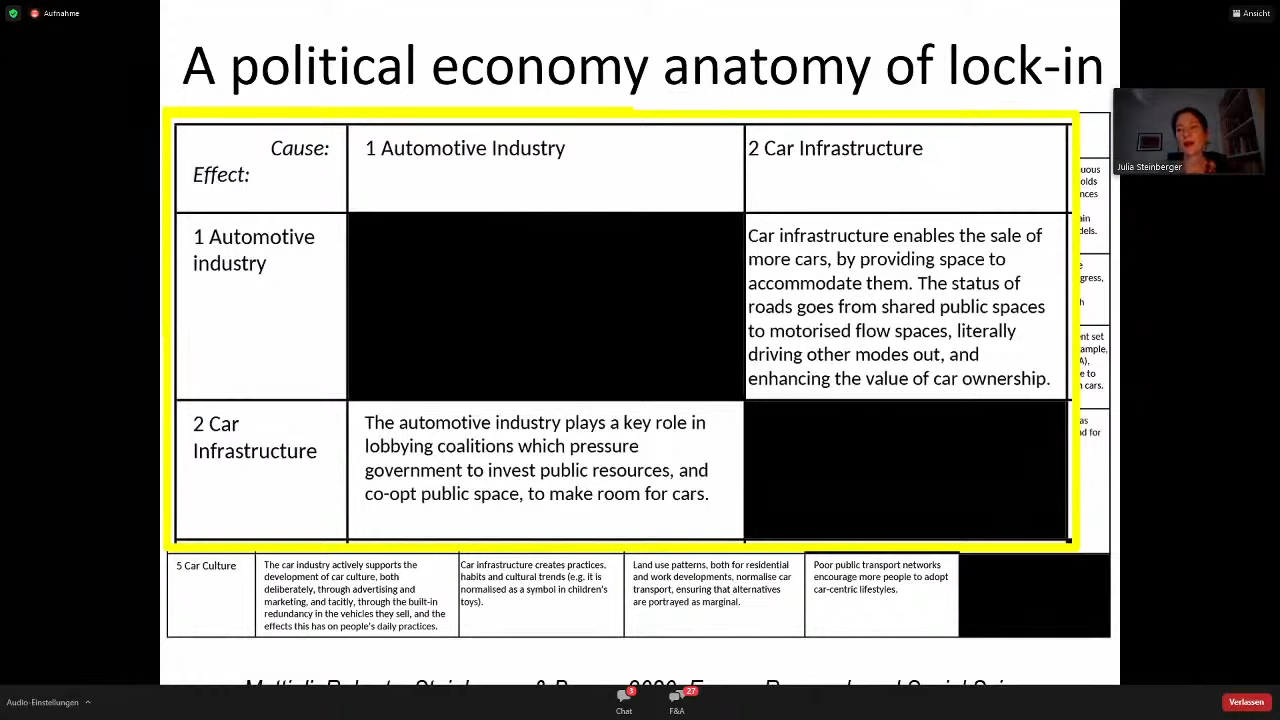 Aufnahme
Ansicht
A political economy anatomy of lock-in
Julia Steinberger
Cause:
Effect:
1 Automotive Industry
2 Car Infrastructure
1 Automotive
industry
Car infrastructure enables the sale of
more cars, by providing space to
accommodate them. The status of
roads goes from shared public spaces
to motorised flow spaces, literally
driving other modes out, and
enhancing the value of car ownership.
2 Car
Infrastructure
The automotive industry plays a key role in
lobbying coalitions which pressure
government to invest public resources, and
co-opt public space, to make room for cars.
5 Car Culture
The car industry actively supports the
development of car culture, both
deliberately, through advertising and
marketing, and tacitly, through the built-in
redundancy in the vehicles they sell, and the
effects this has on people's daily practices.
Car infrastructure creates practices,
habits and cultural trends (e.g. it is
normalised as a symbol in children's
toys).
Land use patterns, both for residential
and work developments, normalise car
transport, ensuring that alternatives
are portrayed as marginal.
Poor public transport networks
encourage more people to adopt
car-centric lifestyles.
Audio-Einstellungen
3
Chat
27
F&A
Verlassen